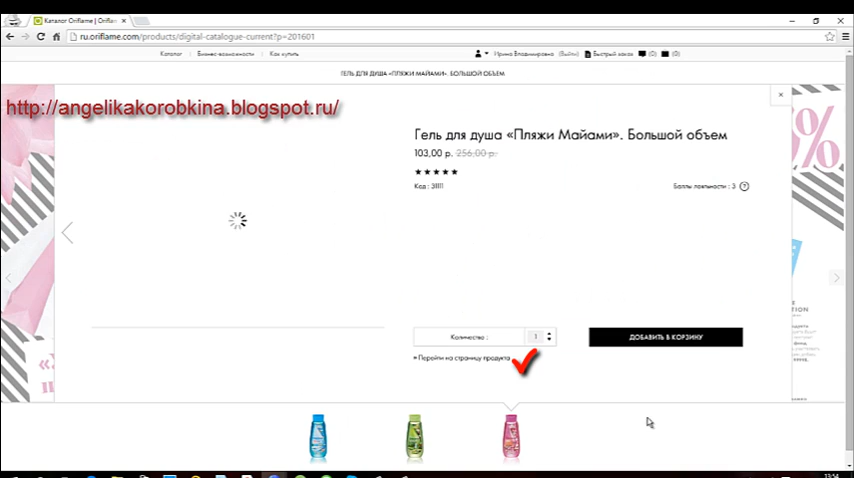 Каталог Oriflame | Oriflam
ru.oriflame.com/products/digital-catalogue-current?p=201601
Каталог
Бизнес-возможности
Как купить
Ирина Владимировна (Выйти)
Быстрый заказ
(0)
(0)
ГЕЛЬ ДЛЯ ДУША «ПЛЯЖИ МАЙАМИ». БОЛЬШОЙ ОБЪЕМ
http://angelikakorobkina.blogspot.ru/
Гель для душа «Пляжи Майами». Большой объем
103,00 р. 256,00 р.
Код : 31111
Баллы лояльности : 3 ?
%
Количество : 1
ДОБАВИТЬ В КОРЗИНУ
» Перейти на страницу продукта
13:54